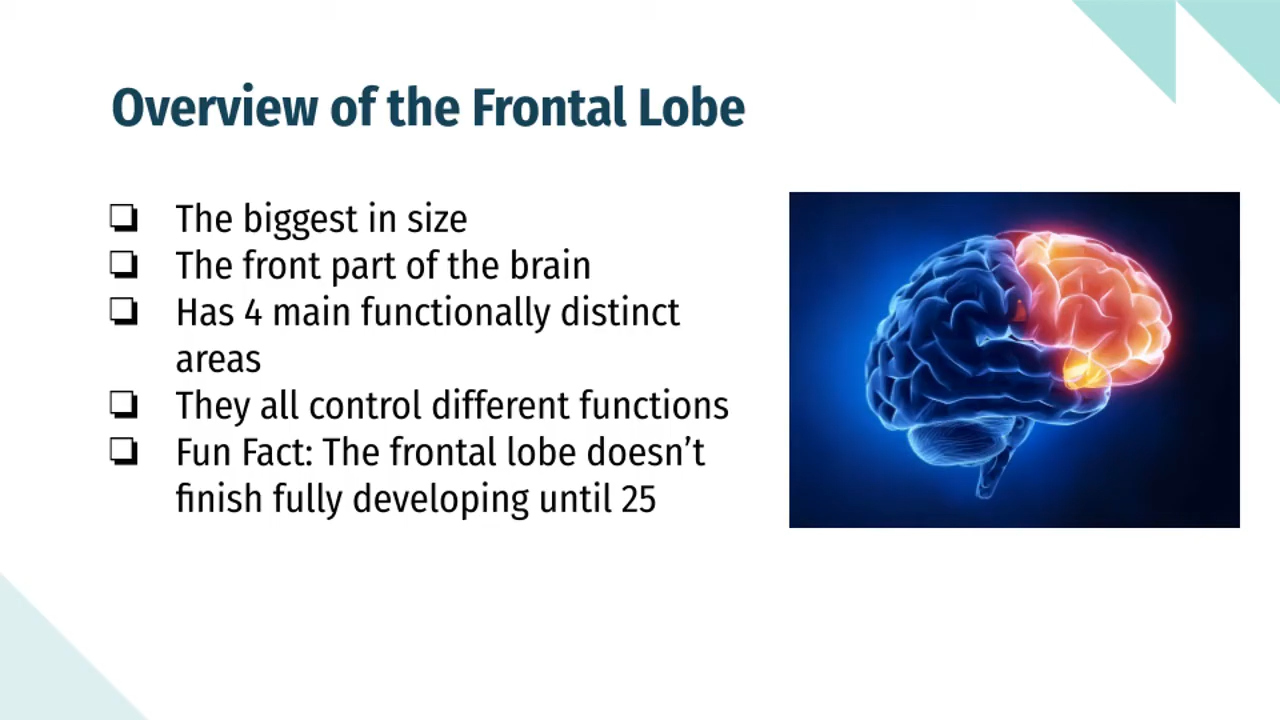 Overview of the Frontal Lobe
❏ The biggest in size
❏ The front part of the brain
❏ Has 4 main functionally distinct
areas
❏ They all control different functions
❏ Fun Fact: The frontal lobe doesn’t
finish fully developing until 25